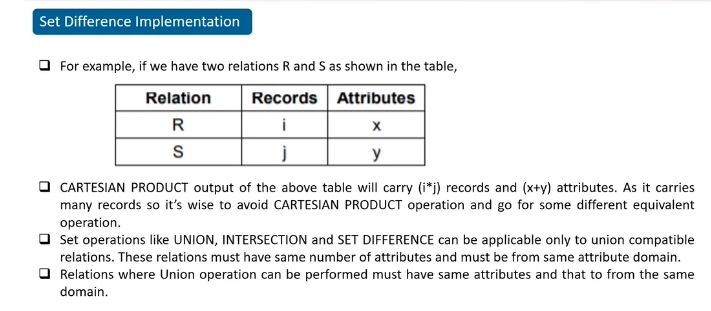 Set Difference Implementation
For example, if we have two relations R and S as shown in the table,
Relation Records Attributes
R i x
S j y
CARTESIAN PRODUCT output of the above table will carry (i*j) records and (x+y) attributes. As it carries
many records so it's wise to avoid CARTESIAN PRODUCT operation and go for some different equivalent
operation.
Set operations like UNION, INTERSECTION and SET DIFFERENCE can be applicable only to union compatible
relations. These relations must have same number of attributes and must be from same attribute domain.
Relations where Union operation can be performed must have same attributes and that to from the same
domain.